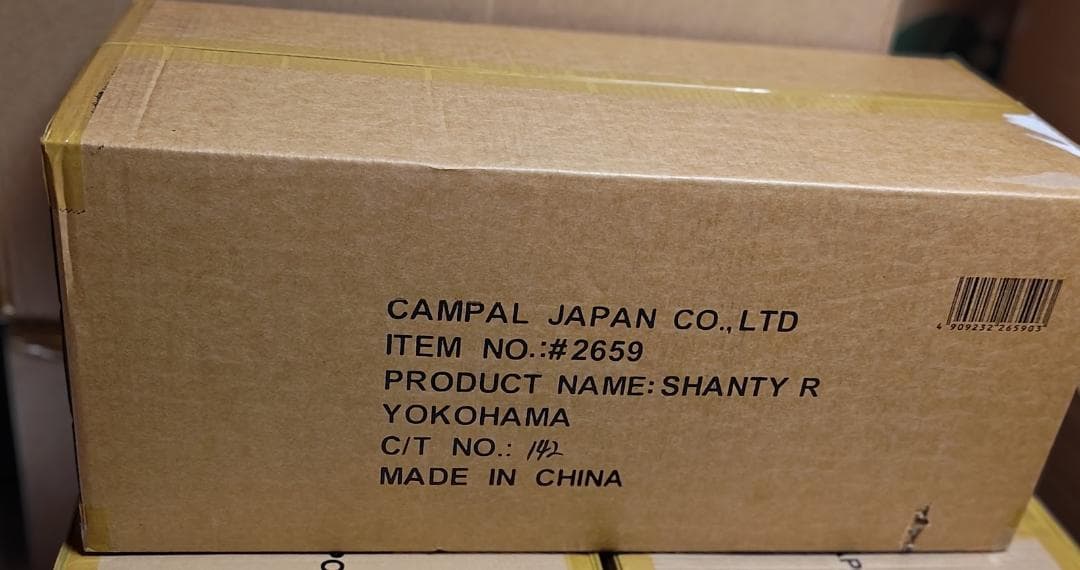 CAMPAL JAPAN CO., LTD
ITEM NO.:#2659
PRODUCT NAME: SHANTY R
YOKOHAMA
C/T NO.: 142
MADE IN CHINA
4 909232 265903